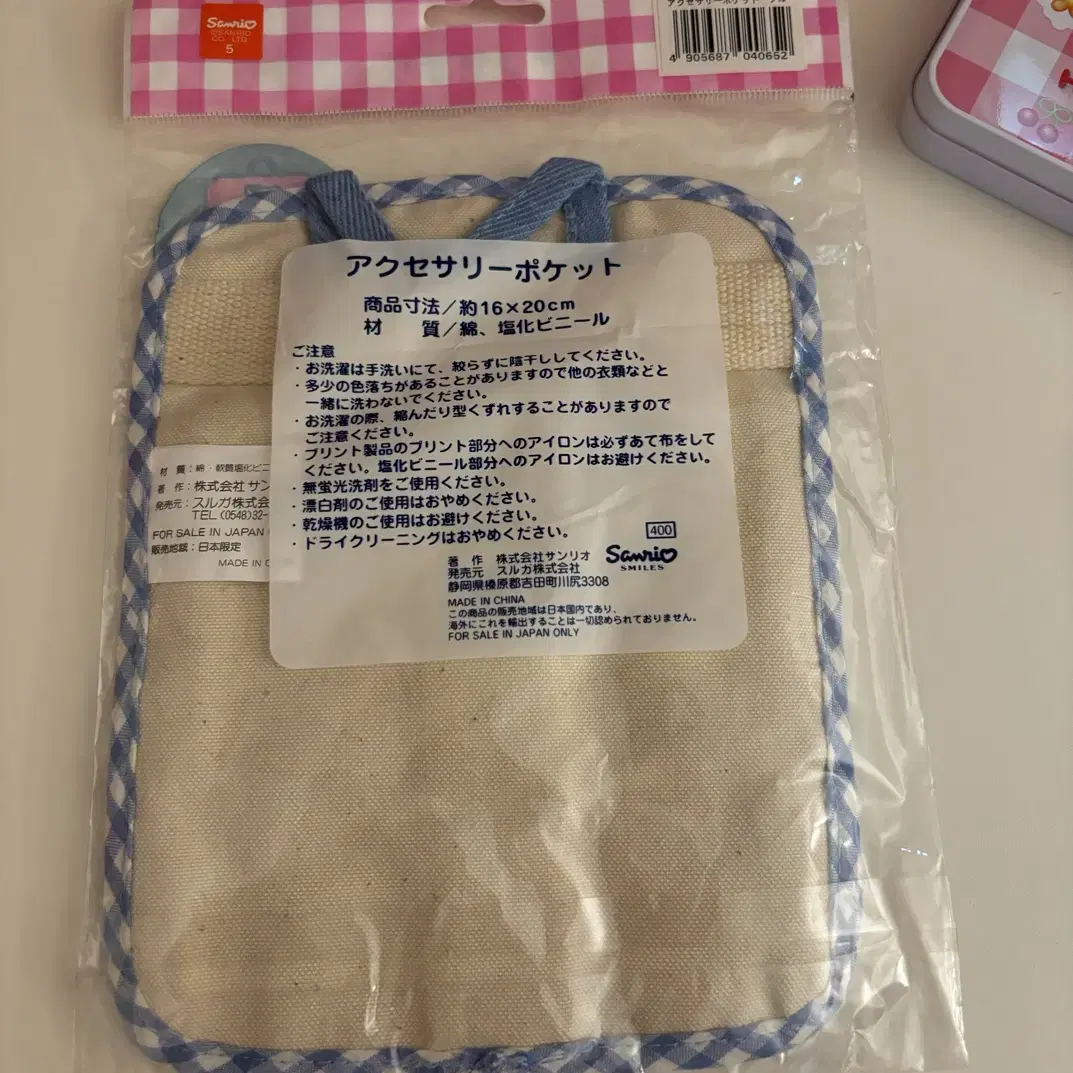 Sanrio
©SANRIO
CO., LTD.
5
アクセサリーポケット
4 905687 040652
アクセサリーポケット
商品寸法／約16×20cm
材 質／綿、塩化ビニール
ご注意
・お洗濯は手洗いにて、絞らずに陰干ししてください。
・多少の色落ちがあることがありますので他の衣類などと
一緒に洗わないでください。
・お洗濯の際、縮んだり型くずれすることがありますので
ご注意ください。
・プリント製品のプリント部分へのアイロンは必ずあて布をして
ください。塩化ビニール部分へのアイロンはお避けください。
・無蛍光洗剤をご使用ください。
・漂白剤のご使用はおやめください。
・乾燥機のご使用はお避けください。
・ドライクリーニングはおやめください。
400
著 作 株式会社サンリオ
発売元 スルガ株式会社
静岡県榛原郡吉田町川尻3308
Sanrio
SMILES
MADE IN CHINA
この商品の販売地域は日本国内であり、
海外にこれを輸出することは一切認められておりません。
FOR SALE IN JAPAN ONLY
材 質：綿・軟質塩化ビニ
著 作：株式会社 サン
発売元：スルガ株式会
TEL (0548)32-
FOR SALE IN JAPAN
販売地域：日本限定
MADE IN C